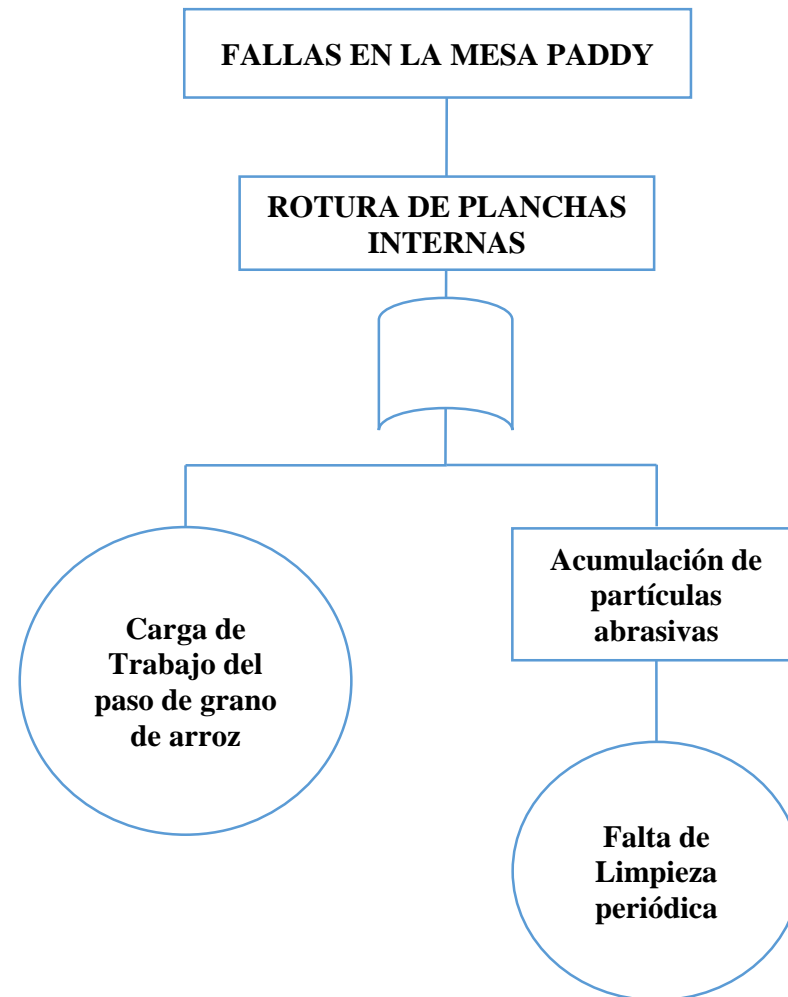 FALLAS EN LA MESA PADDY
ROTURA DE PLANCHAS
INTERNAS
Carga de
Trabajo del
paso de grano
de arroz
Acumulación de
partículas
abrasivas
Falta de
Limpieza
periódica